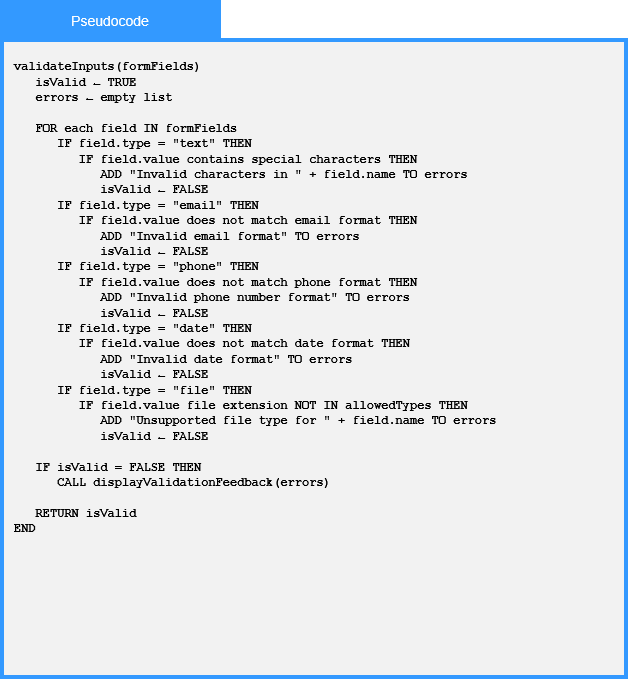 Pseudocode
validateInputs(formFields)
isValid ← TRUE
errors ← empty list
FOR each field IN formFields
IF field.type = "text" THEN
IF field.value contains special characters THEN
ADD "Invalid characters in " + field.name TO errors
isValid ← FALSE
IF field.type = "email" THEN
IF field.value does not match email format THEN
ADD "Invalid email format" TO errors
isValid ← FALSE
IF field.type = "phone" THEN
IF field.value does not match phone format THEN
ADD "Invalid phone number format" TO errors
isValid ← FALSE
IF field.type = "date" THEN
IF field.value does not match date format THEN
ADD "Invalid date format" TO errors
isValid ← FALSE
IF field.type = "file" THEN
IF field.value file extension NOT IN allowedTypes THEN
ADD "Unsupported file type for " + field.name TO errors
isValid ← FALSE
IF isValid = FALSE THEN
CALL displayValidationFeedback(errors)
RETURN isValid
END